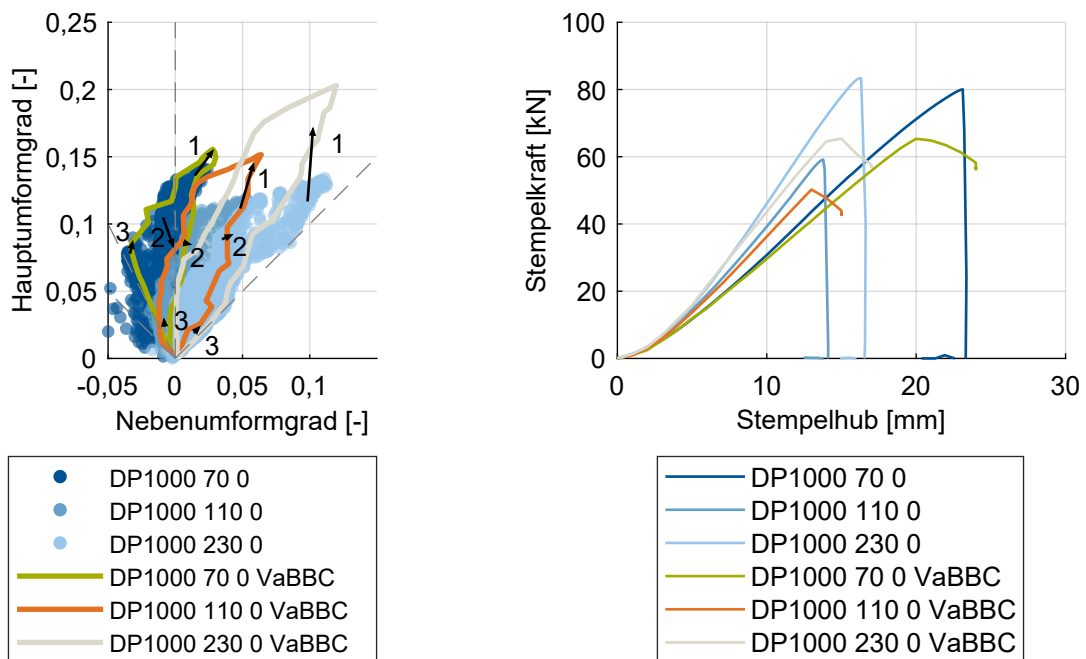 0,25
0,2
0,15
0,1
0,05
0
-0,05
0
0,05
0,1
Hauptumformgrad [-]
Nebenumformgrad [-]
1
1
1
2
2
2
3
3
3
DP1000 70 0
DP1000 110 0
DP1000 230 0
DP1000 70 0 VaBBC
DP1000 110 0 VaBBC
DP1000 230 0 VaBBC
100
80
60
40
20
0
0
10
20
30
Stempelkraft [kN]
Stempelhub [mm]
DP1000 70 0
DP1000 110 0
DP1000 230 0
DP1000 70 0 VaBBC
DP1000 110 0 VaBBC
DP1000 230 0 VaBBC